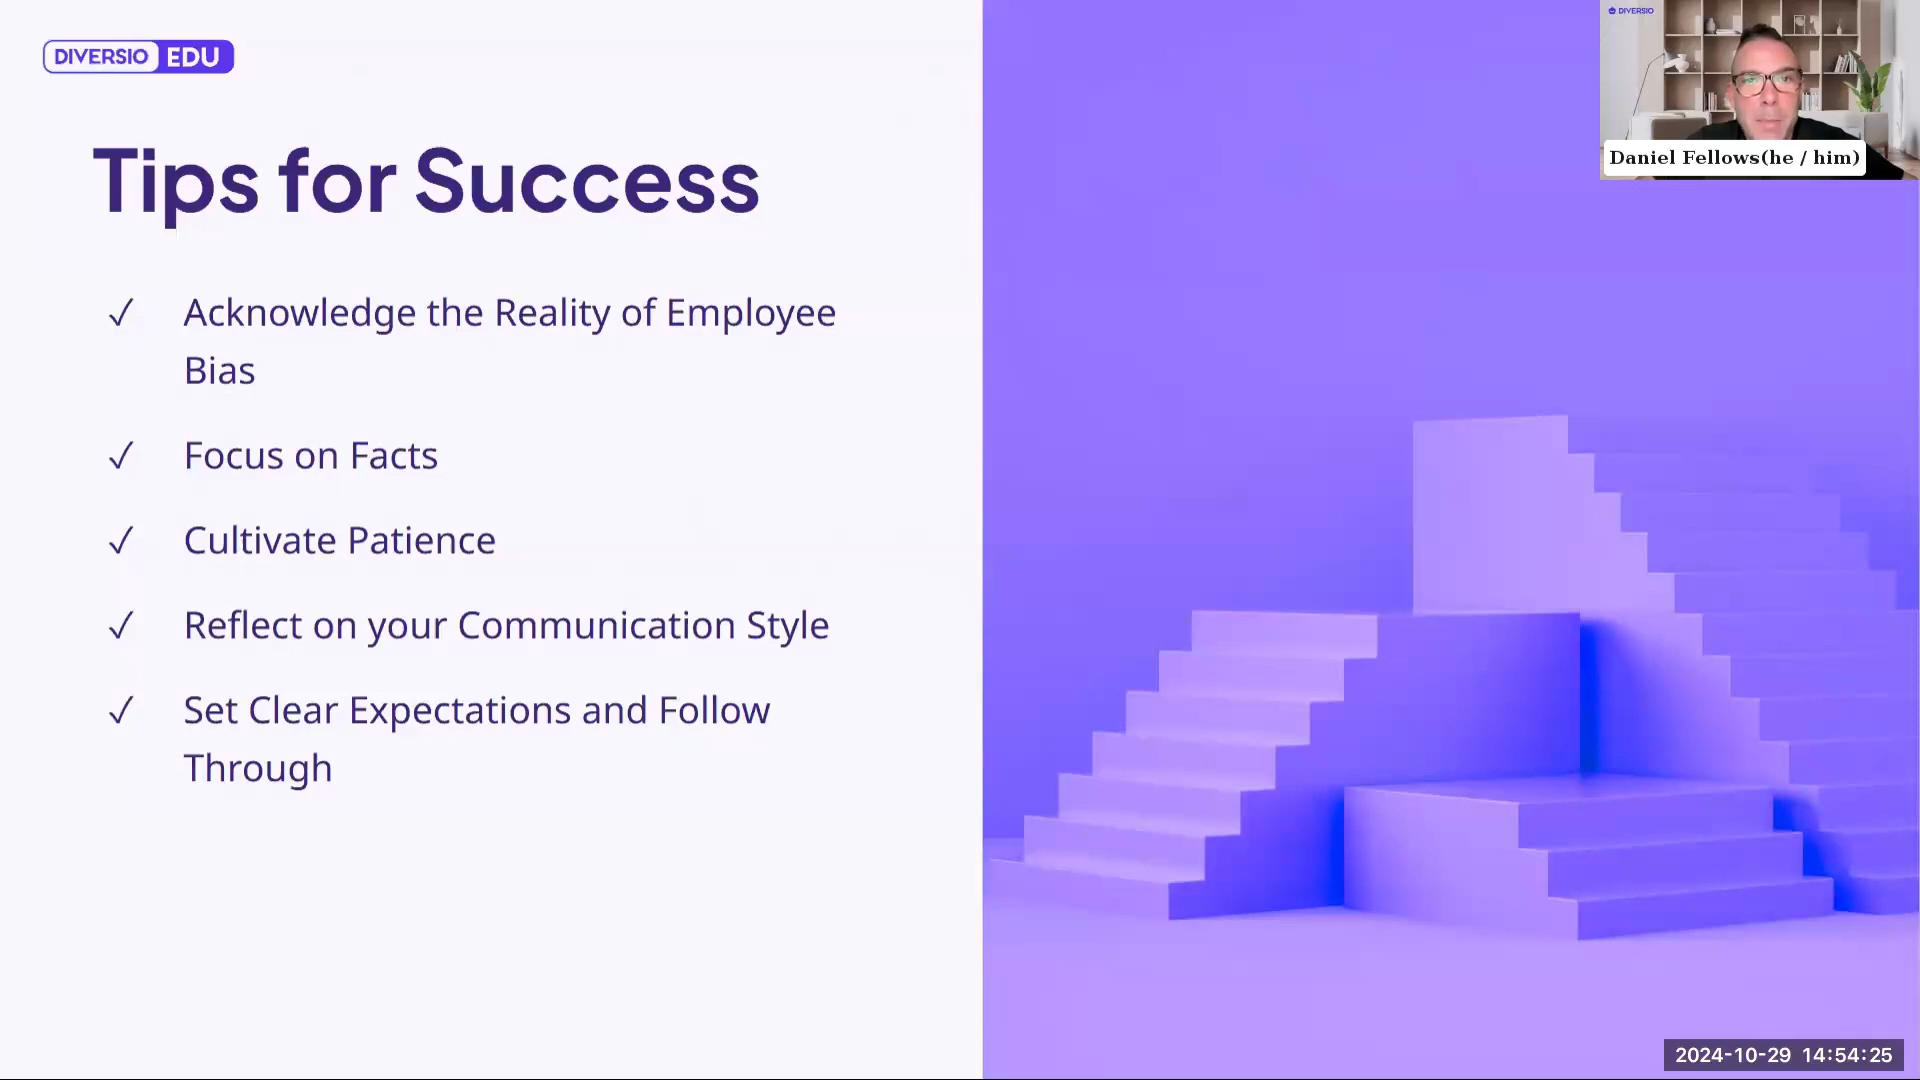 DIVERSIO EDU
Tips for Success
✓ Acknowledge the Reality of Employee
Bias
✓ Focus on Facts
✓ Cultivate Patience
✓ Reflect on your Communication Style
✓ Set Clear Expectations and Follow
Through
DIVERSIO
Daniel Fellows(he / him)
2024-10-29 14:54:25